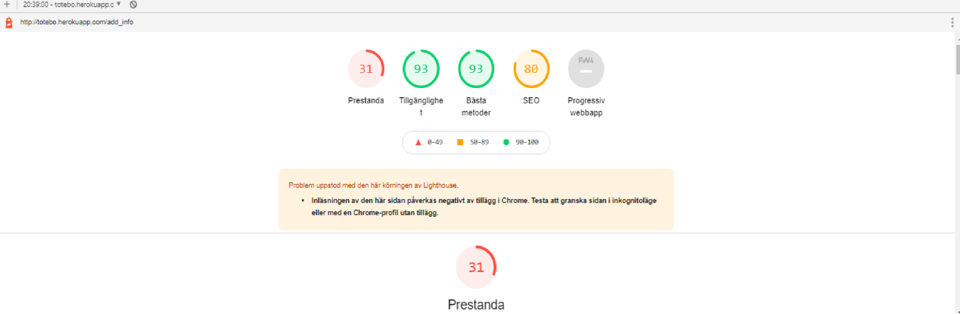 20:39:00 - totebo.herokuapp.c
http://totebo.herokuapp.com/add_info
31 93 93 80 PWA
Prestanda Tillgänglighe Bästa SEO Progressiv
t metoder webbapp
0–49 50–89 90–100
Problem uppstod med den här körningen av Lighthouse.
• Inläsningen av den här sidan påverkas negativt av tillägg i Chrome. Testa att granska sidan i inkognitoläge
eller med en Chrome-profil utan tillägg.
31
Prestanda